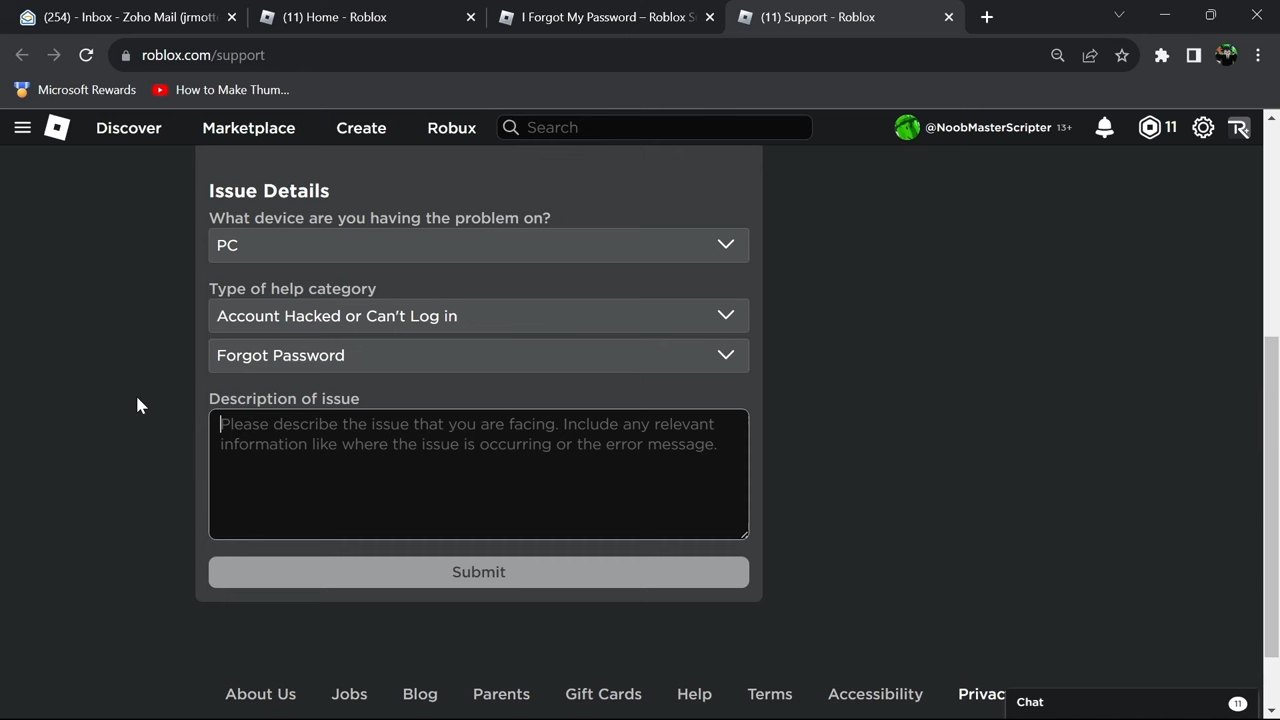 (254) - Inbox - Zoho Mail (jrmott
(11) Home - Roblox
I Forgot My Password – Roblox S
(11) Support - Roblox
roblox.com/support
Microsoft Rewards
How to Make Thum...
Discover
Marketplace
Create
Robux
Search
@NoobMasterScripter 13+
11
Issue Details
What device are you having the problem on?
PC
Type of help category
Account Hacked or Can't Log in
Forgot Password
Description of issue
Please describe the issue that you are facing. Include any relevant
information like where the issue is occurring or the error message.
Submit
About Us
Jobs
Blog
Parents
Gift Cards
Help
Terms
Accessibility
Privac
Chat
11